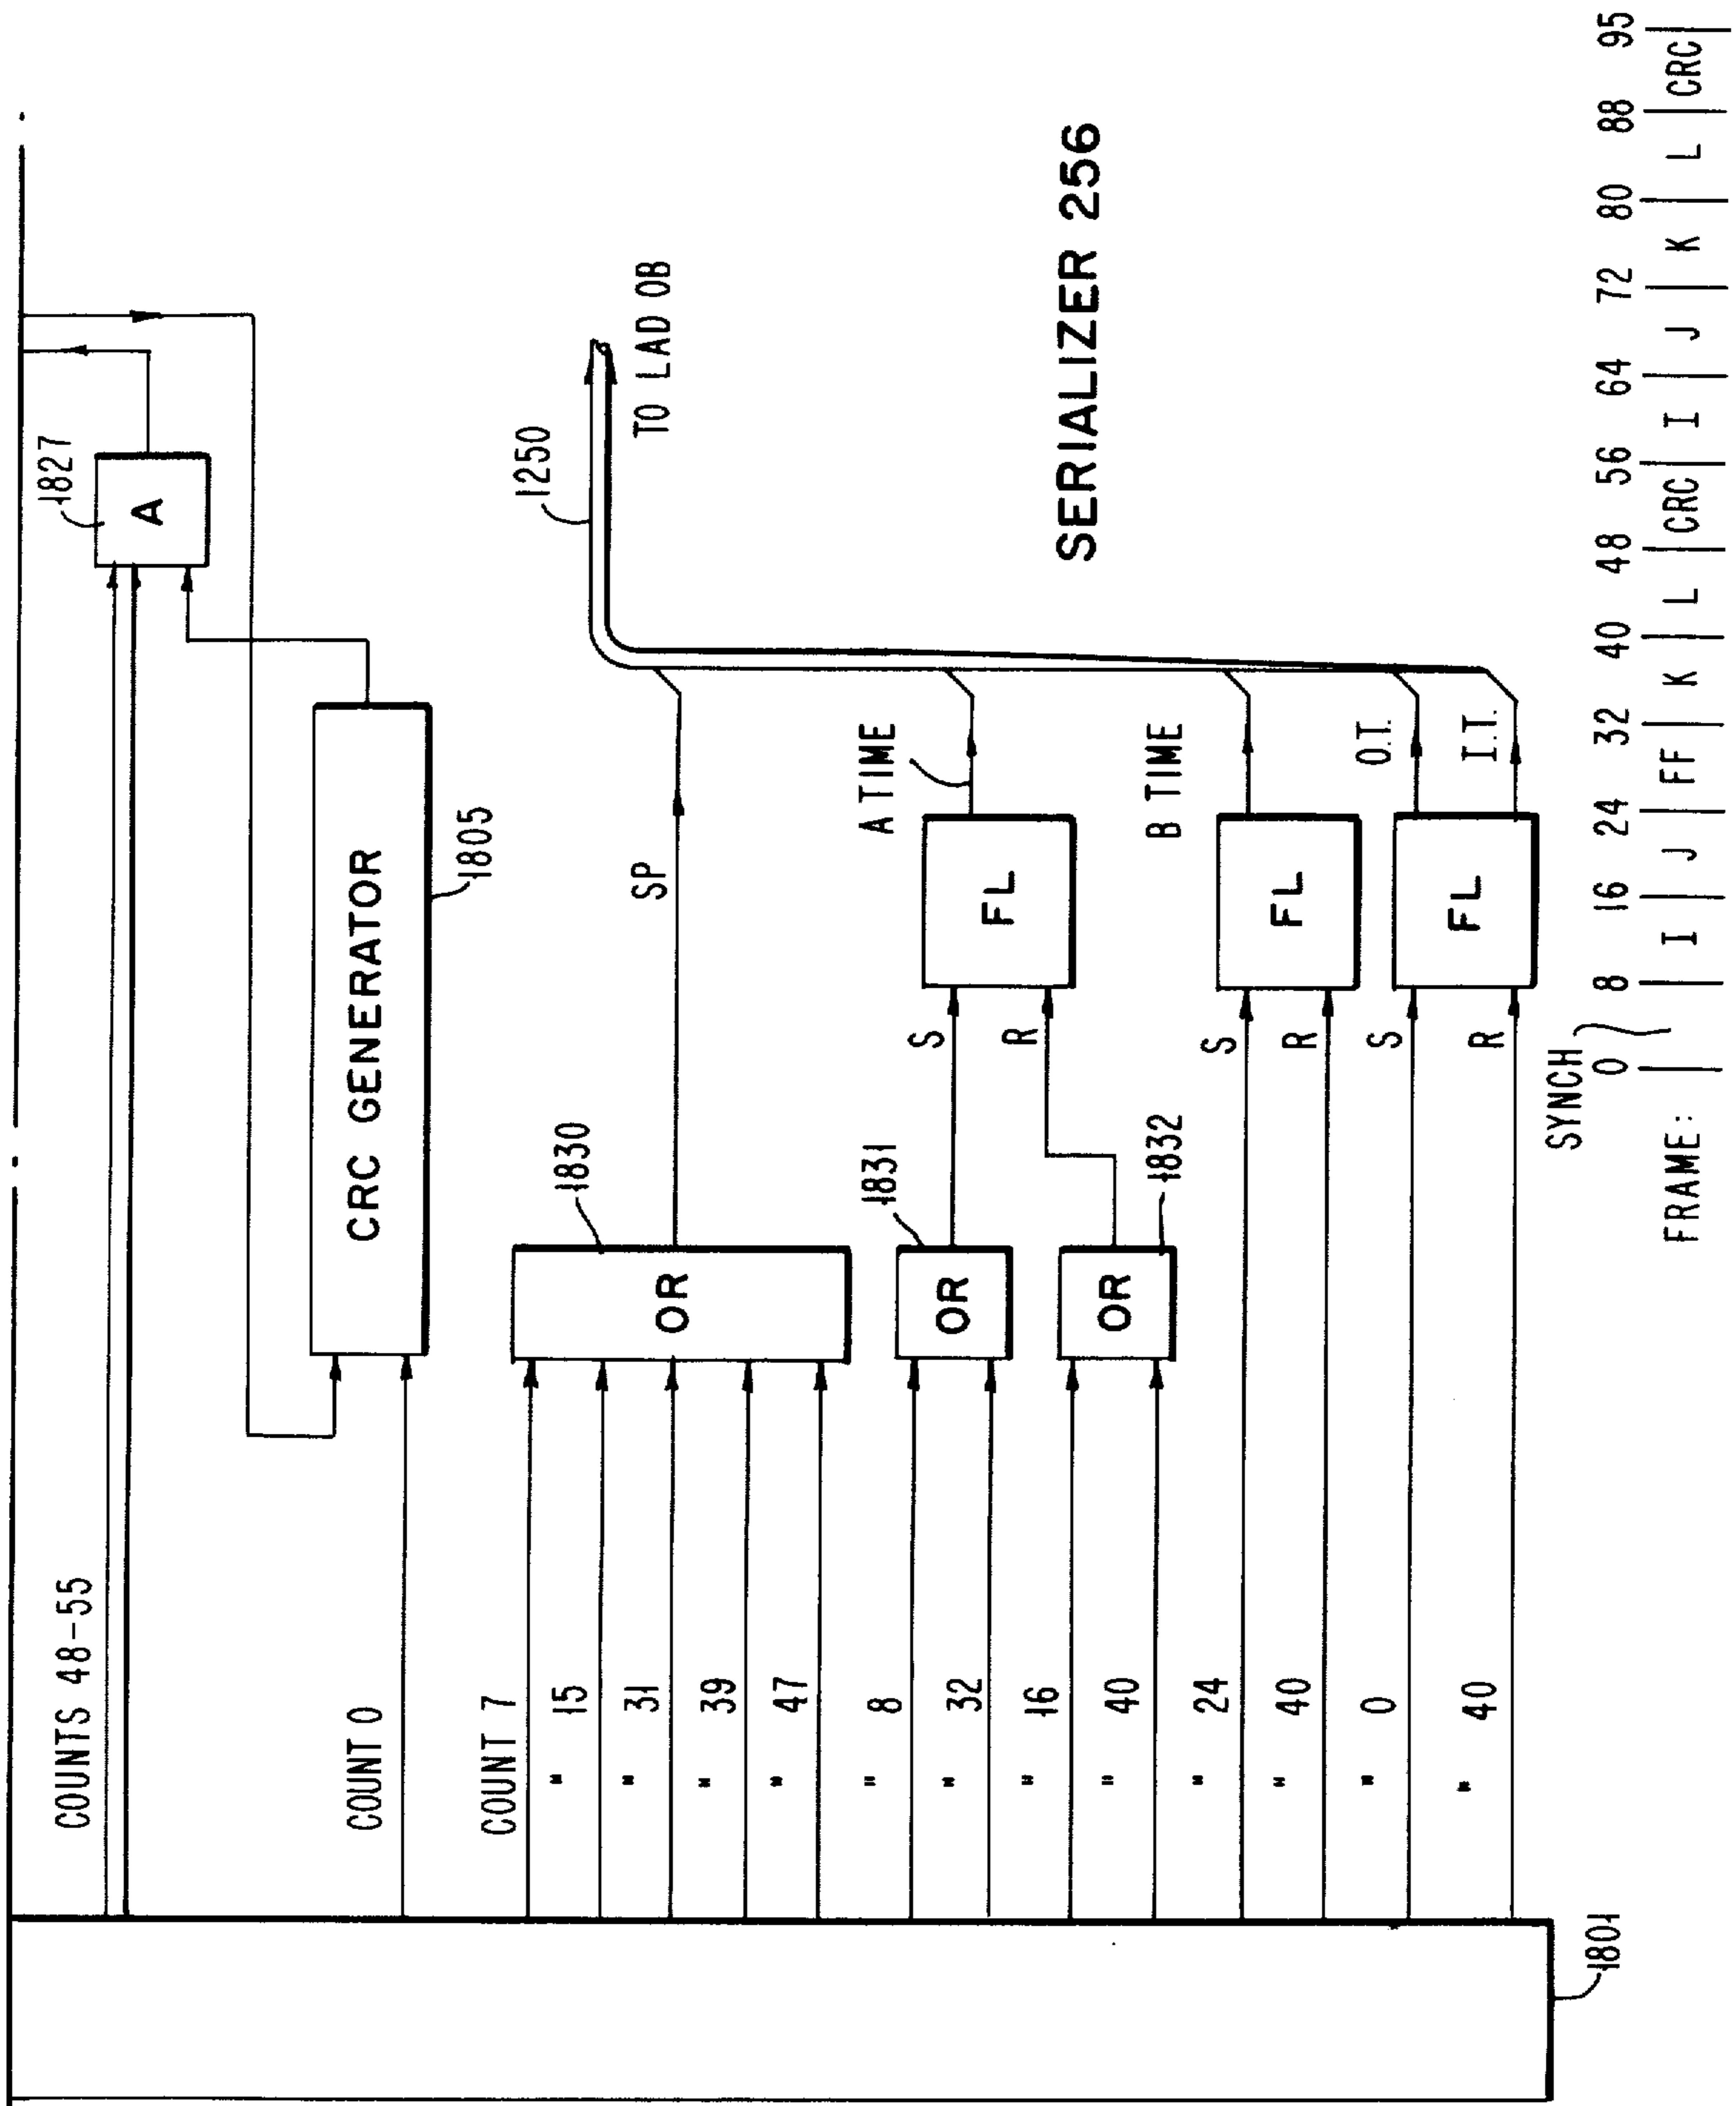 COUNTS 48-55
1827
A
COUNT 0
CRC GENERATOR
1805
COUNT 7
" 15
" 31
" 39
" 47
OR
1830
SP
1250
TO LAD OB
" 8
" 32
OR
1831
" 16
" 40
OR
1832
S
R
FL
A TIME
" 24
" 40
S
R
FL
B TIME
" 0
" 40
S
R
FL
O.T.
I.T.
1801
SERIALIZER 256
SYNCH
0 8 16 24 32 40 48 56 64 72 80 88 95
FRAME: | | I | J | FF | K | L | CRC | I | J | K | L | CRC |